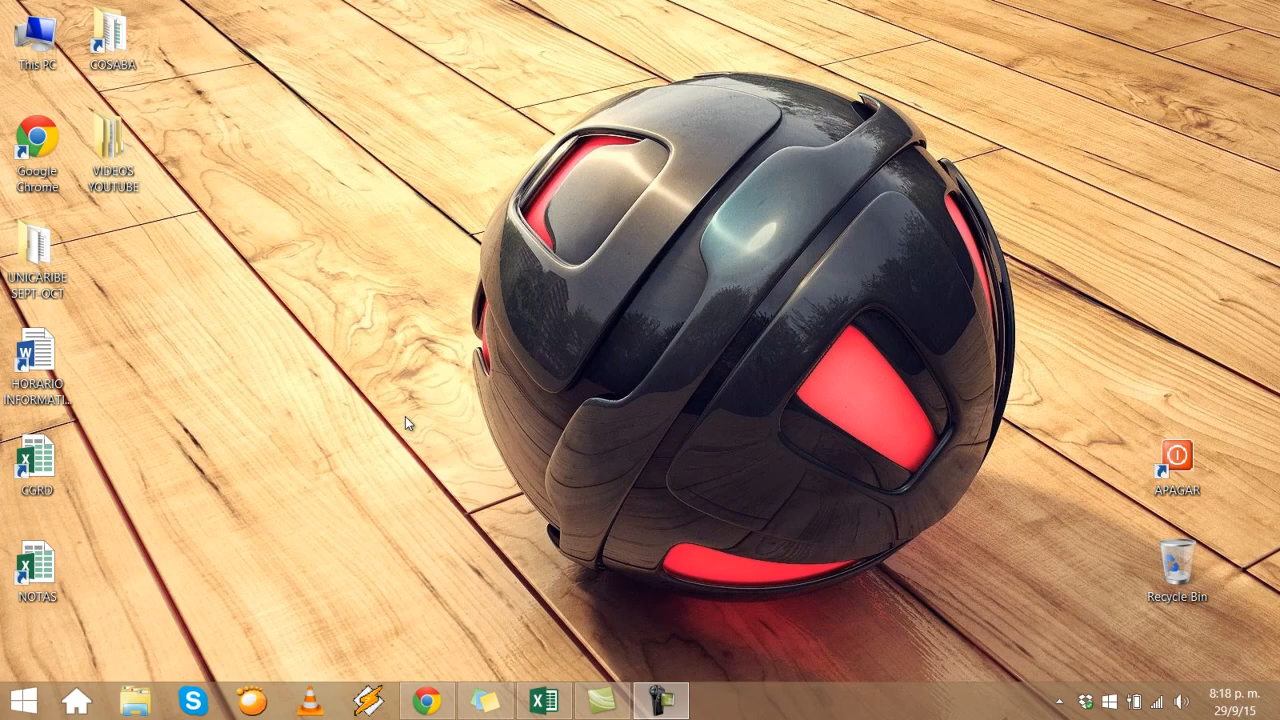 This PC
COSABA
Google
Chrome
VIDEOS
YOUTUBE
UNICARIBE
SEPT-OCT
HORARIO
INFORMATI...
CGRD
NOTAS
APAGAR
Recycle Bin
8:18 p. m.
29/9/15